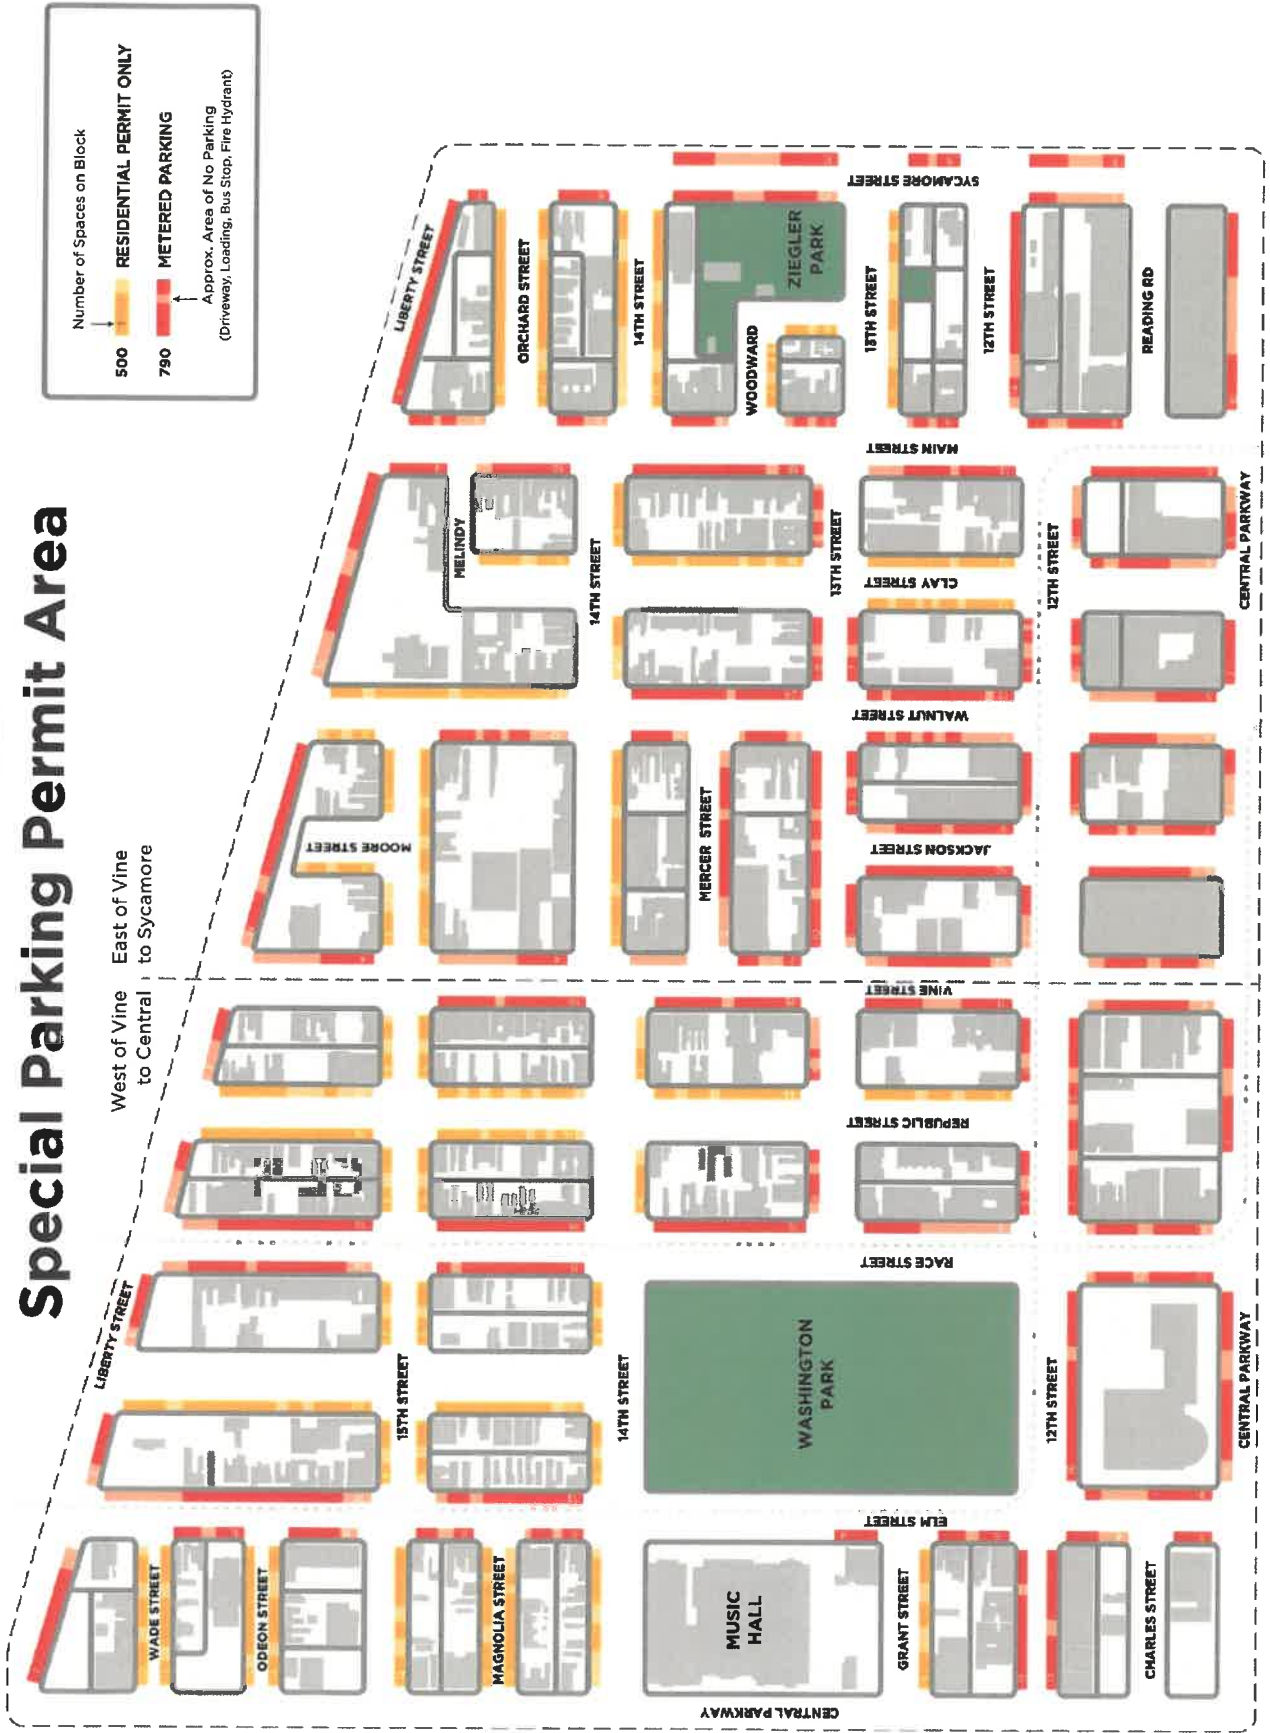 Special Parking Permit Area
West of Vine
to Central
East of Vine
to Sycamore
Number of Spaces on Block
500 RESIDENTIAL PERMIT ONLY
790 METERED PARKING
Approx. Area of No Parking
(Driveway, Loading, Bus Stop, Fire Hydrant)
LIBERTY STREET
LIBERTY STREET
WADE STREET
ODEON STREET
15TH STREET
MAGNOLIA STREET
14TH STREET
MOORE STREET
MELINDY
14TH STREET
ORCHARD STREET
14TH STREET
MERCER STREET
WOODWARD
ZIEGLER
PARK
SYCAMORE STREET
13TH STREET
13TH STREET
MUSIC
HALL
WASHINGTON
PARK
CENTRAL PARKWAY
ELM STREET
RACE STREET
REPUBLIC STREET
VINE STREET
JACKSON STREET
WALNUT STREET
CLAY STREET
MAIN STREET
GRANT STREET
12TH STREET
12TH STREET
12TH STREET
CHARLES STREET
READING RD
CENTRAL PARKWAY
CENTRAL PARKWAY